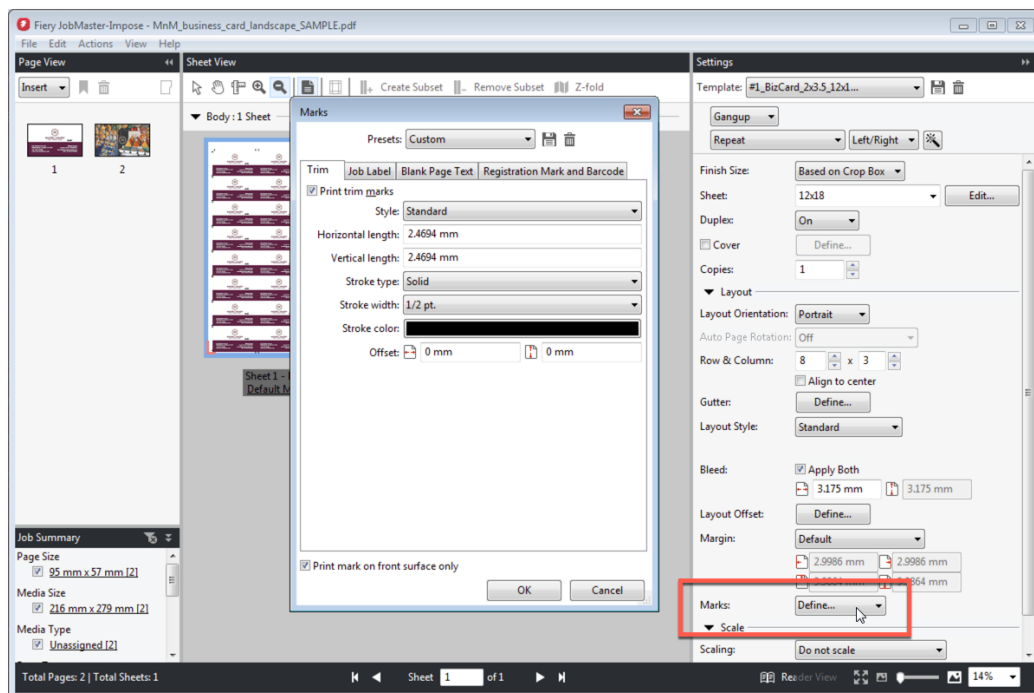 Fiery JobMaster-Impose - MnM_business_card_landscape_SAMPLE.pdf
File Edit Actions View Help
Page View
Insert
1
2
Sheet View
Create Subset
Remove Subset
Z-fold
Body : 1 Sheet
Sheet 1 -
Default M
Marks
Presets: Custom
Trim
Job Label
Blank Page Text
Registration Mark and Barcode
Print trim marks
Style: Standard
Horizontal length: 2.4694 mm
Vertical length: 2.4694 mm
Stroke type: Solid
Stroke width: 1/2 pt.
Stroke color:
Offset: 0 mm 0 mm
Print mark on front surface only
OK
Cancel
Settings
Template: #1_BizCard_2x3.5_12x1...
Gangup
Repeat
Left/Right
Finish Size: Based on Crop Box
Sheet: 12x18 Edit...
Duplex: On
Cover Define...
Copies: 1
Layout
Layout Orientation: Portrait
Auto Page Rotation: Off
Row & Column: 8 x 3
Align to center
Gutter: Define...
Layout Style: Standard
Bleed: Apply Both
3.175 mm 3.175 mm
Layout Offset: Define...
Margin: Default
2.9986 mm 2.9986 mm
Marks: Define...
Scale
Scaling: Do not scale
Job Summary
Page Size
95 mm x 57 mm [2]
Media Size
216 mm x 279 mm [2]
Media Type
Unassigned [2]
Total Pages: 2 | Total Sheets: 1
Sheet 1 of 1
Reader View
14%